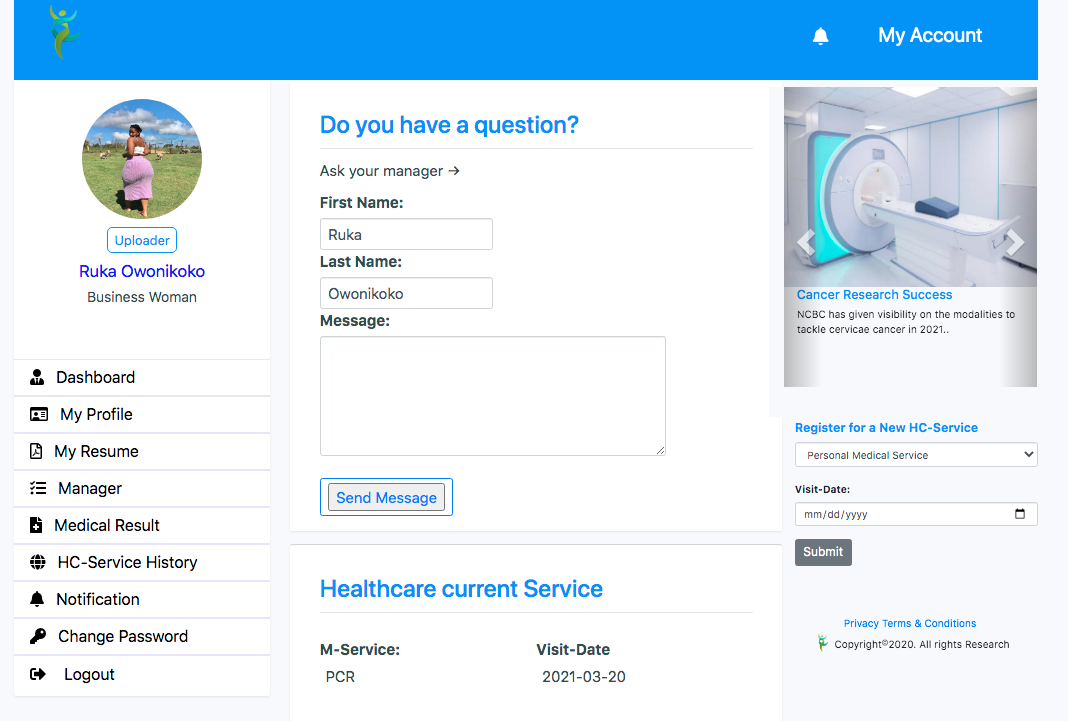 My Account
Uploader
Ruka Owonikoko
Business Woman
Dashboard
My Profile
My Resume
Manager
Medical Result
HC-Service History
Notification
Change Password
Logout
Do you have a question?
Ask your manager →
First Name:
Ruka
Last Name:
Owonikoko
Message:
Send Message
Healthcare current Service
M-Service: Visit-Date
PCR 2021-03-20
Cancer Research Success
NCBC has given visibility on the modalities to
tackle cervicae cancer in 2021..
Register for a New HC-Service
Personal Medical Service
Visit-Date:
mm/dd/yyyy
Submit
Privacy Terms & Conditions
Copyright©2020. All rights Research